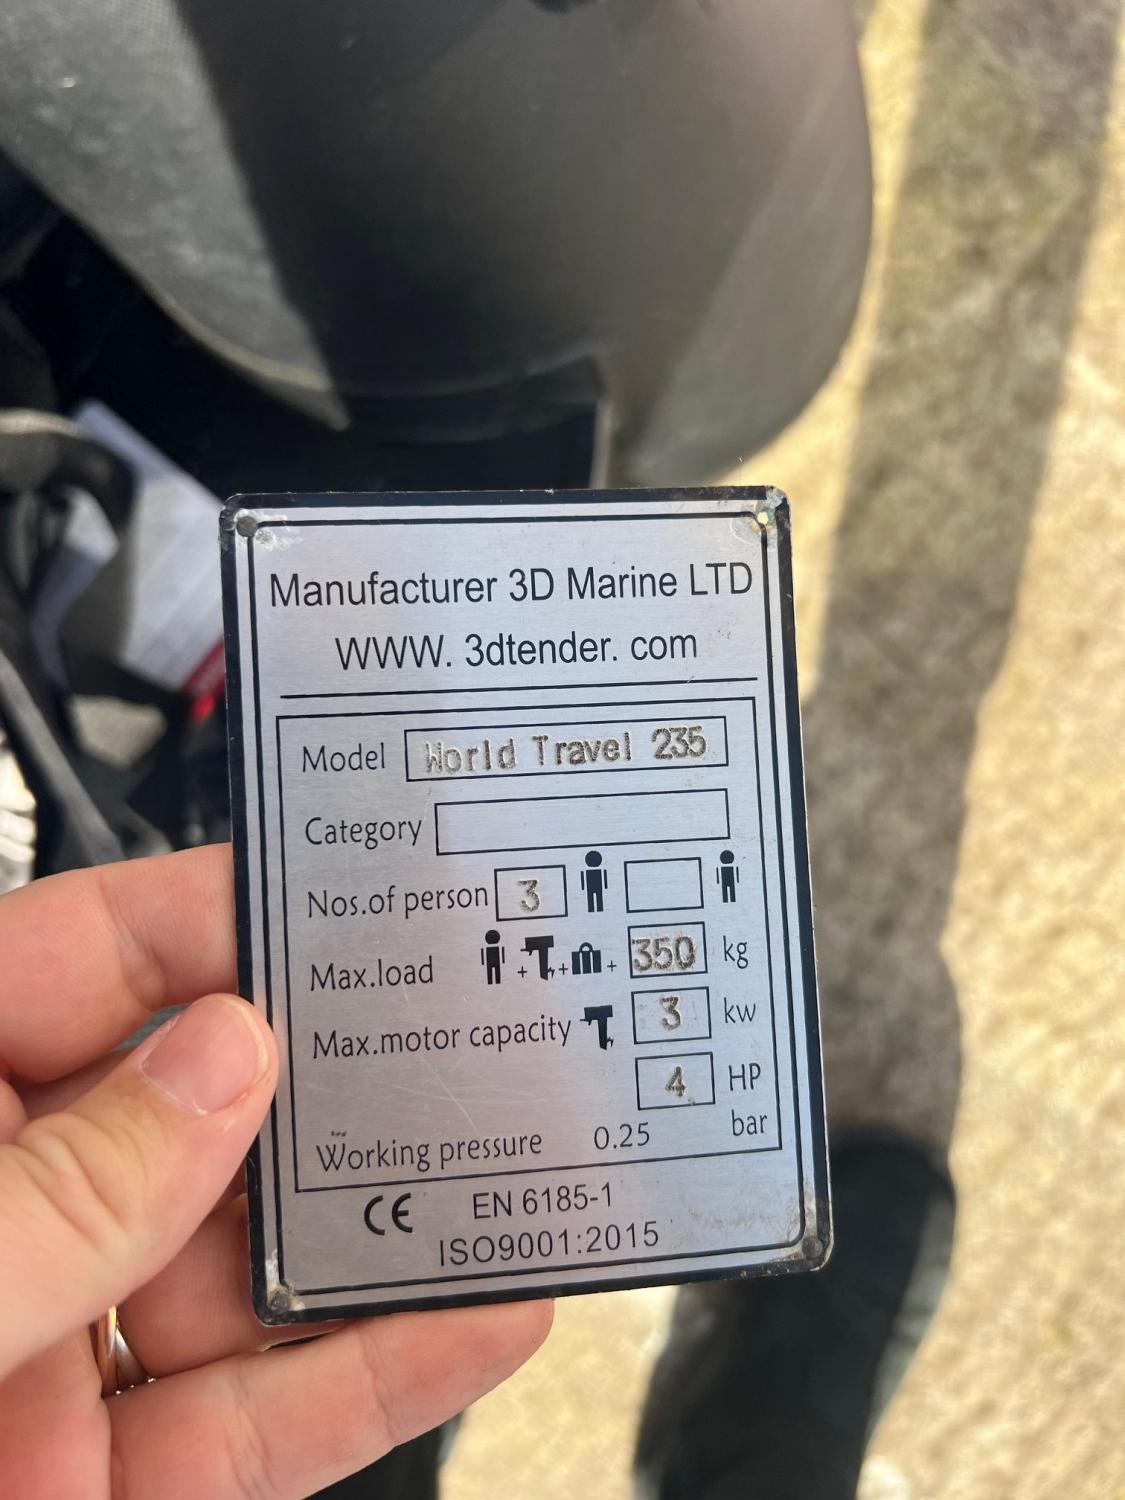 Manufacturer 3D Marine LTD
WWW. 3dtender. com
Model World Travel 235
Category
Nos.of person 3
Max.load + + + 350 kg
Max.motor capacity 3 kw
4 HP
Working pressure 0.25 bar
CE EN 6185-1
ISO9001:2015